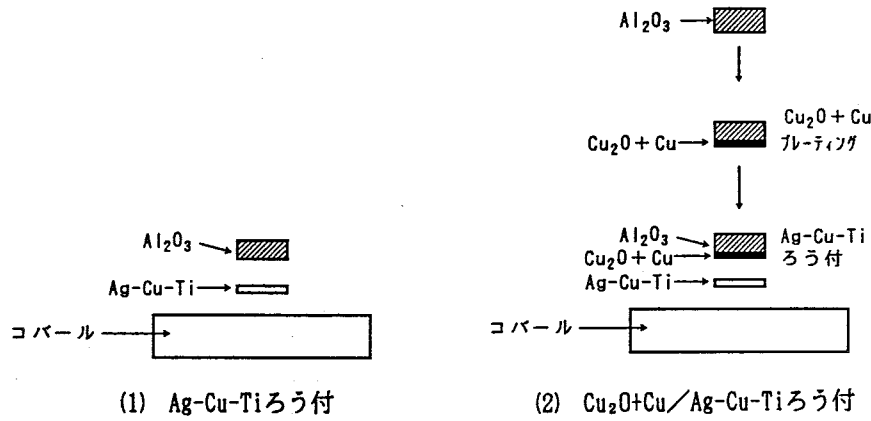 Al₂O₃
Cu₂O+Cu
Cu₂O+Cu
プレーティング
Al₂O₃
Ag-Cu-Ti
コバール
Al₂O₃
Cu₂O+Cu
Ag-Cu-Ti
Ag-Cu-Ti
ろう付
コバール
(1) Ag-Cu-Tiろう付
(2) Cu₂O+Cu／Ag-Cu-Tiろう付